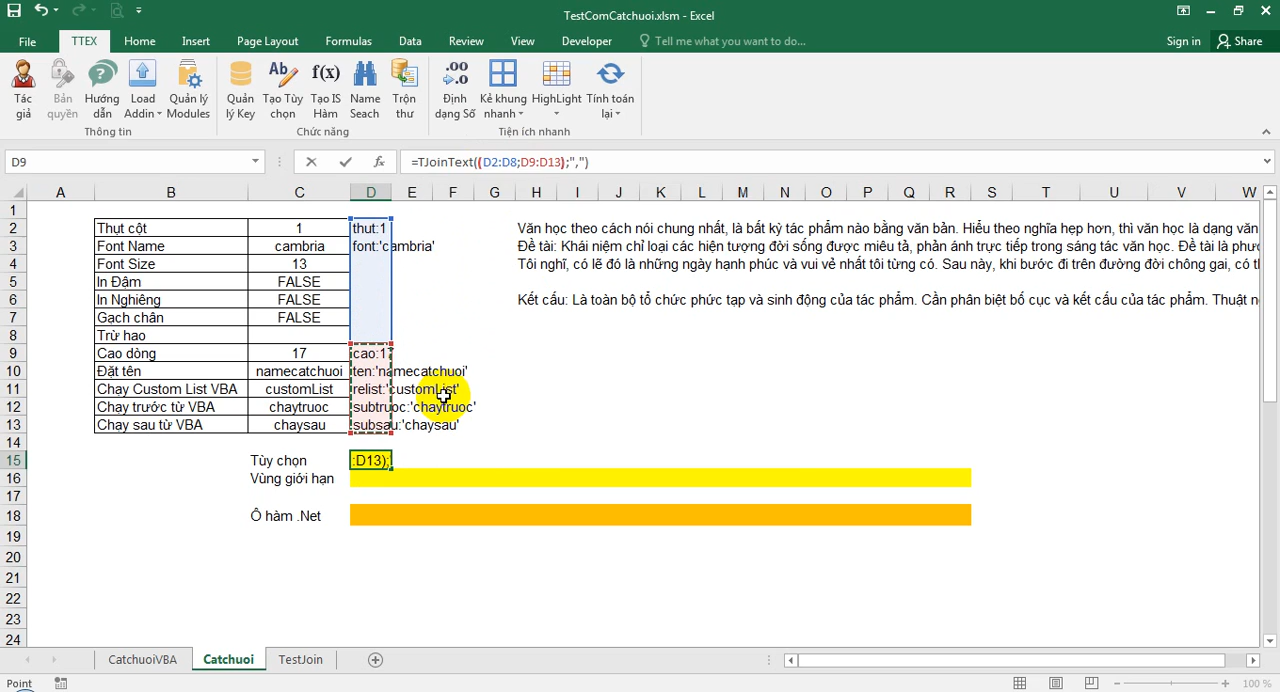 TestComCatchuoi.xlsm - Excel
File TTEX Home Insert Page Layout Formulas Data Review View Developer Tell me what you want to do... Sign in Share
Tác giả
Bản quyền
Hướng dẫn
Load Addin
Quản lý Modules
Quản lý Key
Ab
Tạo Tùy chọn
f(x)
Tạo IS Hàm
Name Seach
Trộn thư
.00
Định dạng Số
Kẻ khung nhanh
HighLight
Tính toán lại
Thông tin
Chức năng
Tiện ích nhanh
D9 fx =TJoinText((D2:D8;D9:D13);",")
A B C D E F G H I J K L M N O P Q R S T U V W
1
2 Thụt cột 1 thut:1 Văn học theo cách nói chung nhất, là bất kỳ tác phẩm nào bằng văn bản. Hiểu theo nghĩa hẹp hơn, thì văn học là dạng văn
3 Font Name cambria font:'cambria' Đề tài: Khái niệm chỉ loại các hiện tượng đời sống được miêu tả, phản ánh trực tiếp trong sáng tác văn học. Đề tài là
4 Font Size 13 Tôi nghĩ, có lẽ đó là những ngày hạnh phúc và vui vẻ nhất tôi từng có. Sau này, khi bước đi trên đường đời chông gai, có
5 In Đâm FALSE
6 In Nghiêng FALSE Kết cấu: Là toàn bộ tổ chức phức tạp và sinh động của tác phẩm. Cần phân biệt bố cục và kết cấu của tác phẩm. Thuật
7 Gạch chân FALSE
8 Trừ hao
9 Cao dòng 17 cao:17
10 Đặt tên namecatchuoi ten:'namecatchuoi'
11 Chạy Custom List VBA customList relist:'customList'
12 Chạy trước từ VBA chaytruoc subtruoc:'chaytruoc'
13 Chạy sau từ VBA chaysau subsau:'chaysau'
14
15 Tùy chọn :D13);
16 Vùng giới hạn
17
18 Ô hàm .Net
19
20
21
22
23
24
CatchuoiVBA Catchuoi TestJoin
Point 100 %